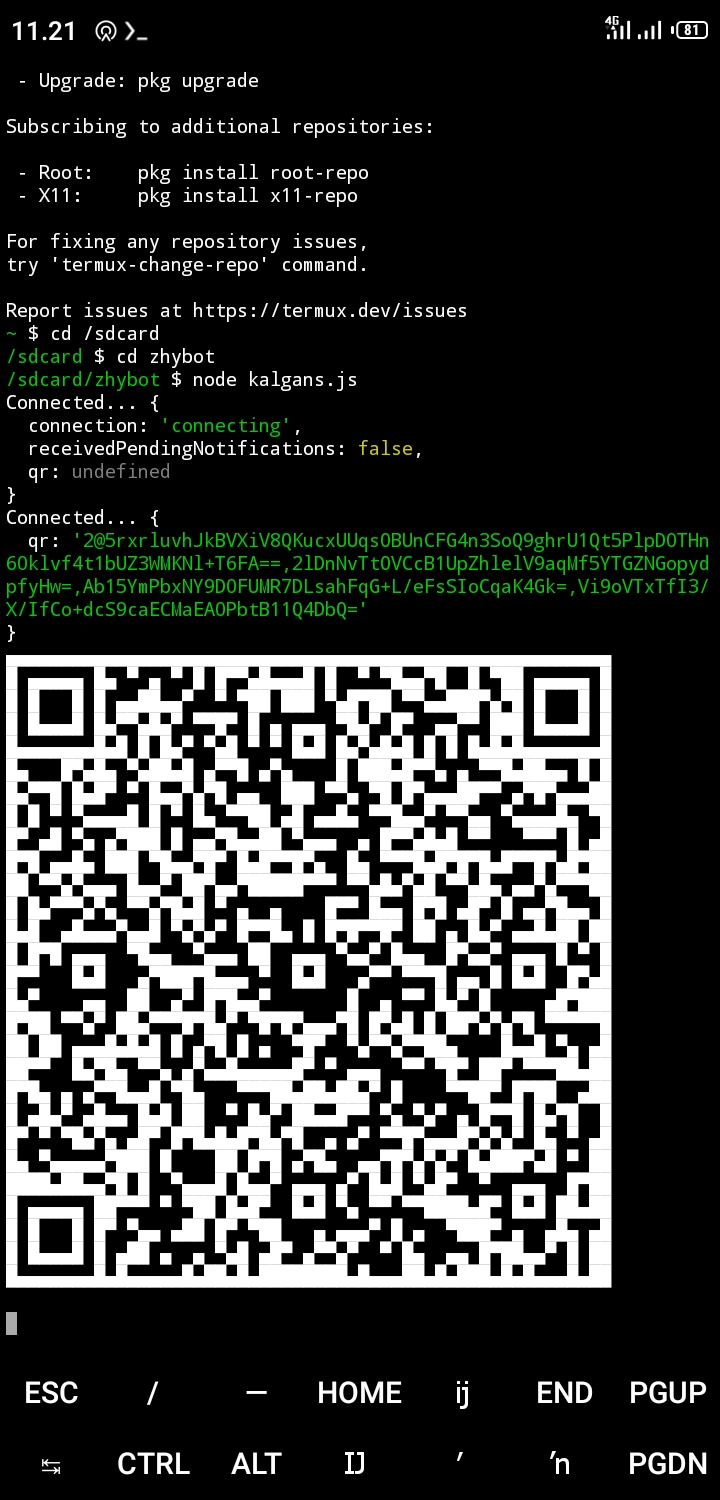 11.21
4G
81
- Upgrade: pkg upgrade
Subscribing to additional repositories:
- Root: pkg install root-repo
- X11: pkg install x11-repo
For fixing any repository issues,
try 'termux-change-repo' command.
Report issues at https://termux.dev/issues
~ $ cd /sdcard
/sdcard $ cd zhybot
/sdcard/zhybot $ node kalgans.js
Connected... {
connection: 'connecting',
receivedPendingNotifications: false,
qr: undefined
}
Connected... {
qr: '2@5rxrluvhJkBVXiV8QKucxUUqsOBUnCFG4n3SoQ9ghrU1Qt5PlpDOTHn
6Oklvf4t1bUZ3WMKNl+T6FA==,2lDnNvTtOVCcB1UpZhlelV9aqMf5YTGZNGopyd
pfyHw=,Ab15YmPbxNY9DOFUMR7DLsahFqG+L/eFsSIoCqaK4Gk=,Vi9oVTxTfI3/
X/IfCo+dcS9caECMaEAOPbtB11Q4DbQ='
}
ESC / — HOME ij END PGUP
CTRL ALT IJ ′ ŉ PGDN